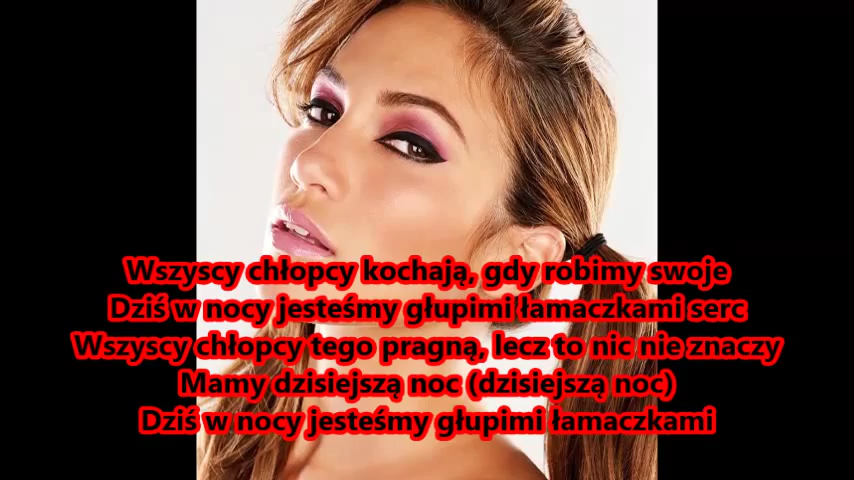 Wszyscy chłopcy kochają, gdy robimy swoje
Dziś w nocy jesteśmy głupimi łamaczkami serc
Wszyscy chłopcy tego pragną, lecz to nic nie znaczy
Mamy dzisiejszą noc (dzisiejszą noc)
Dziś w nocy jesteśmy głupimi łamaczkami